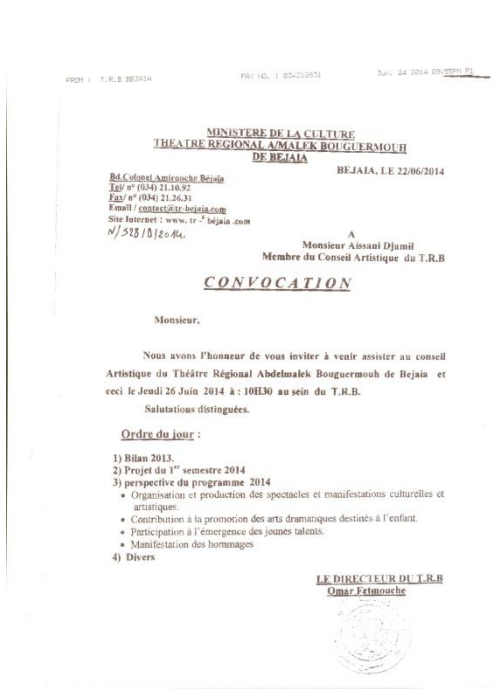 FROM : T.R.B BEJAIA
FAX NO. : 034212631
Jun. 24 2014 09:55PM P1
MINISTERE DE LA CULTURE
THEATRE REGIONAL A/MALEK BOUGUERMOUH
DE BEJAIA
BEJAIA, LE 22/06/2014
Bd.Colonel Amirouche Béjaia
Tel/ n° (034) 21.10.92
Fax/ n° (034) 21.26.31
Email / contact@tr-bejaia.com
Site Internet : www. tr - béjaia .com
N/528/D/2014.
A
Monsieur Aissani Djamil
Membre du Conseil Artistique du T.R.B
CONVOCATION
Monsieur,
Nous avons l'honneur de vous inviter à venir assister au conseil
Artistique du Théâtre Régional Abdelmalek Bouguermouh de Bejaia et
ceci le Jeudi 26 Juin 2014 à : 10H30 au sein du T.R.B.
Salutations distinguées.
Ordre du jour :
1) Bilan 2013.
2) Projet du 1er semestre 2014
3) perspective du programme 2014
• Organisation et production des spectacles et manifestations culturelles et
artistiques.
• Contribution à la promotion des arts dramatiques destinés à l'enfant.
• Participation à l'émergence des jeunes talents.
• Manifestation des hommages
4) Divers
LE DIRECTEUR DU T.R.B
Omar Fetmouche